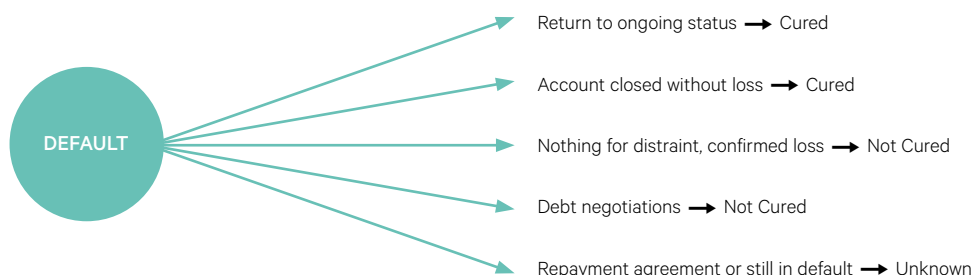 Return to ongoing status → Cured
Account closed without loss → Cured
DEFAULT
Nothing for distraint, confirmed loss → Not Cured
Debt negotiations → Not Cured
Repayment agreement or still in default → Unknown